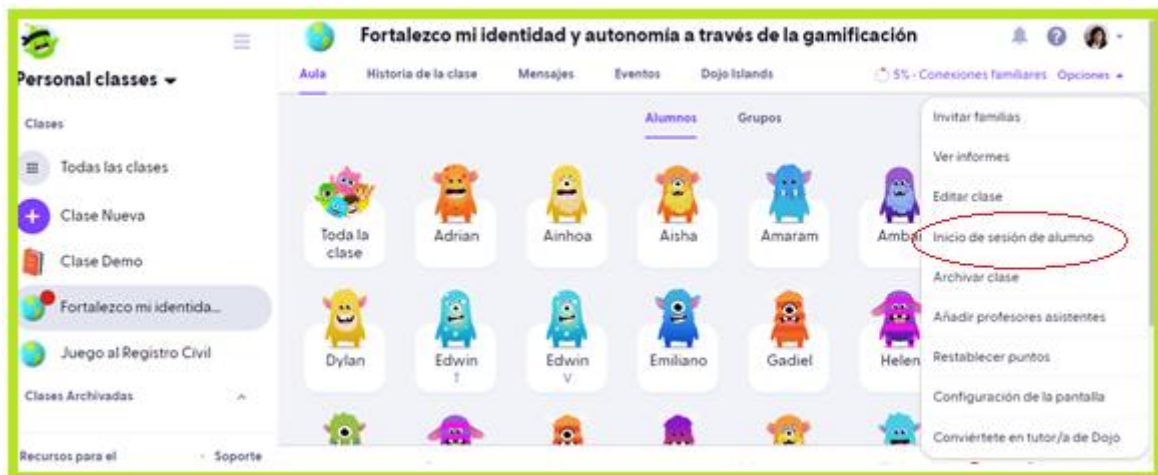 Fortalezco mi identidad y autonomía a través de la gamificación
Personal classes
Aula
Historia de la clase
Mensajes
Eventos
Dojo Islands
5% - Conexiones familiares
Opciones
Clases
Todas las clases
Clase Nueva
Clase Demo
Fortalezco mi identida...
Juego al Registro Civil
Clases Archivadas
Recursos para el
Soporte
Alumnos
Grupos
Toda la
clase
Adrian
Ainhoa
Aisha
Amaram
Dylan
Edwin
T
Edwin
V
Emiliano
Gadiel
Helen
Invitar familias
Ver informes
Editar clase
Inicio de sesión de alumno
Archivar clase
Añadir profesores asistentes
Restablecer puntos
Configuración de la pantalla
Conviértete en tutor/a de Dojo